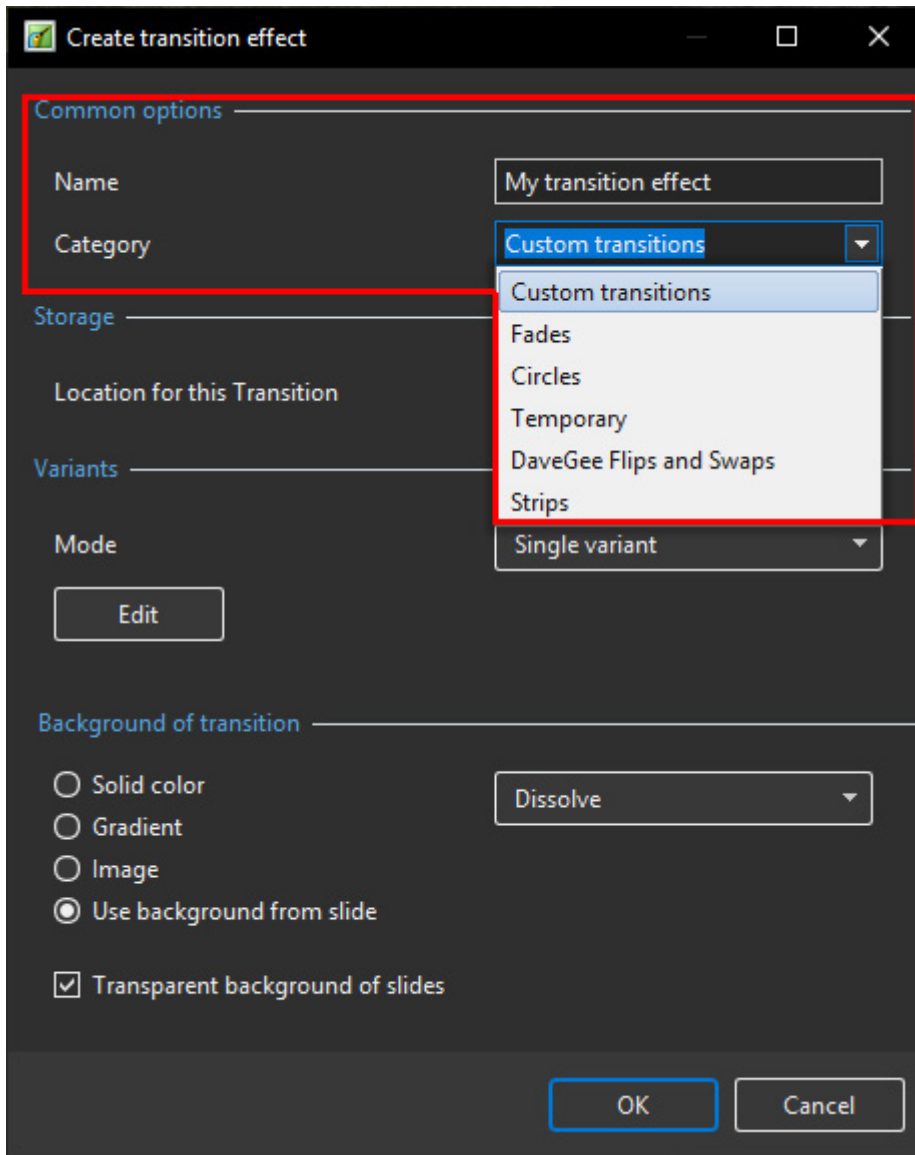 Create transition effect
Common options
Name
My transition effect
Category
Custom transitions
Custom transitions
Fades
Circles
Temporary
DaveGee Flips and Swaps
Strips
Storage
Location for this Transition
Variants
Mode
Single variant
Edit
Background of transition
Solid color
Dissolve
Gradient
Image
Use background from slide
Transparent background of slides
OK
Cancel